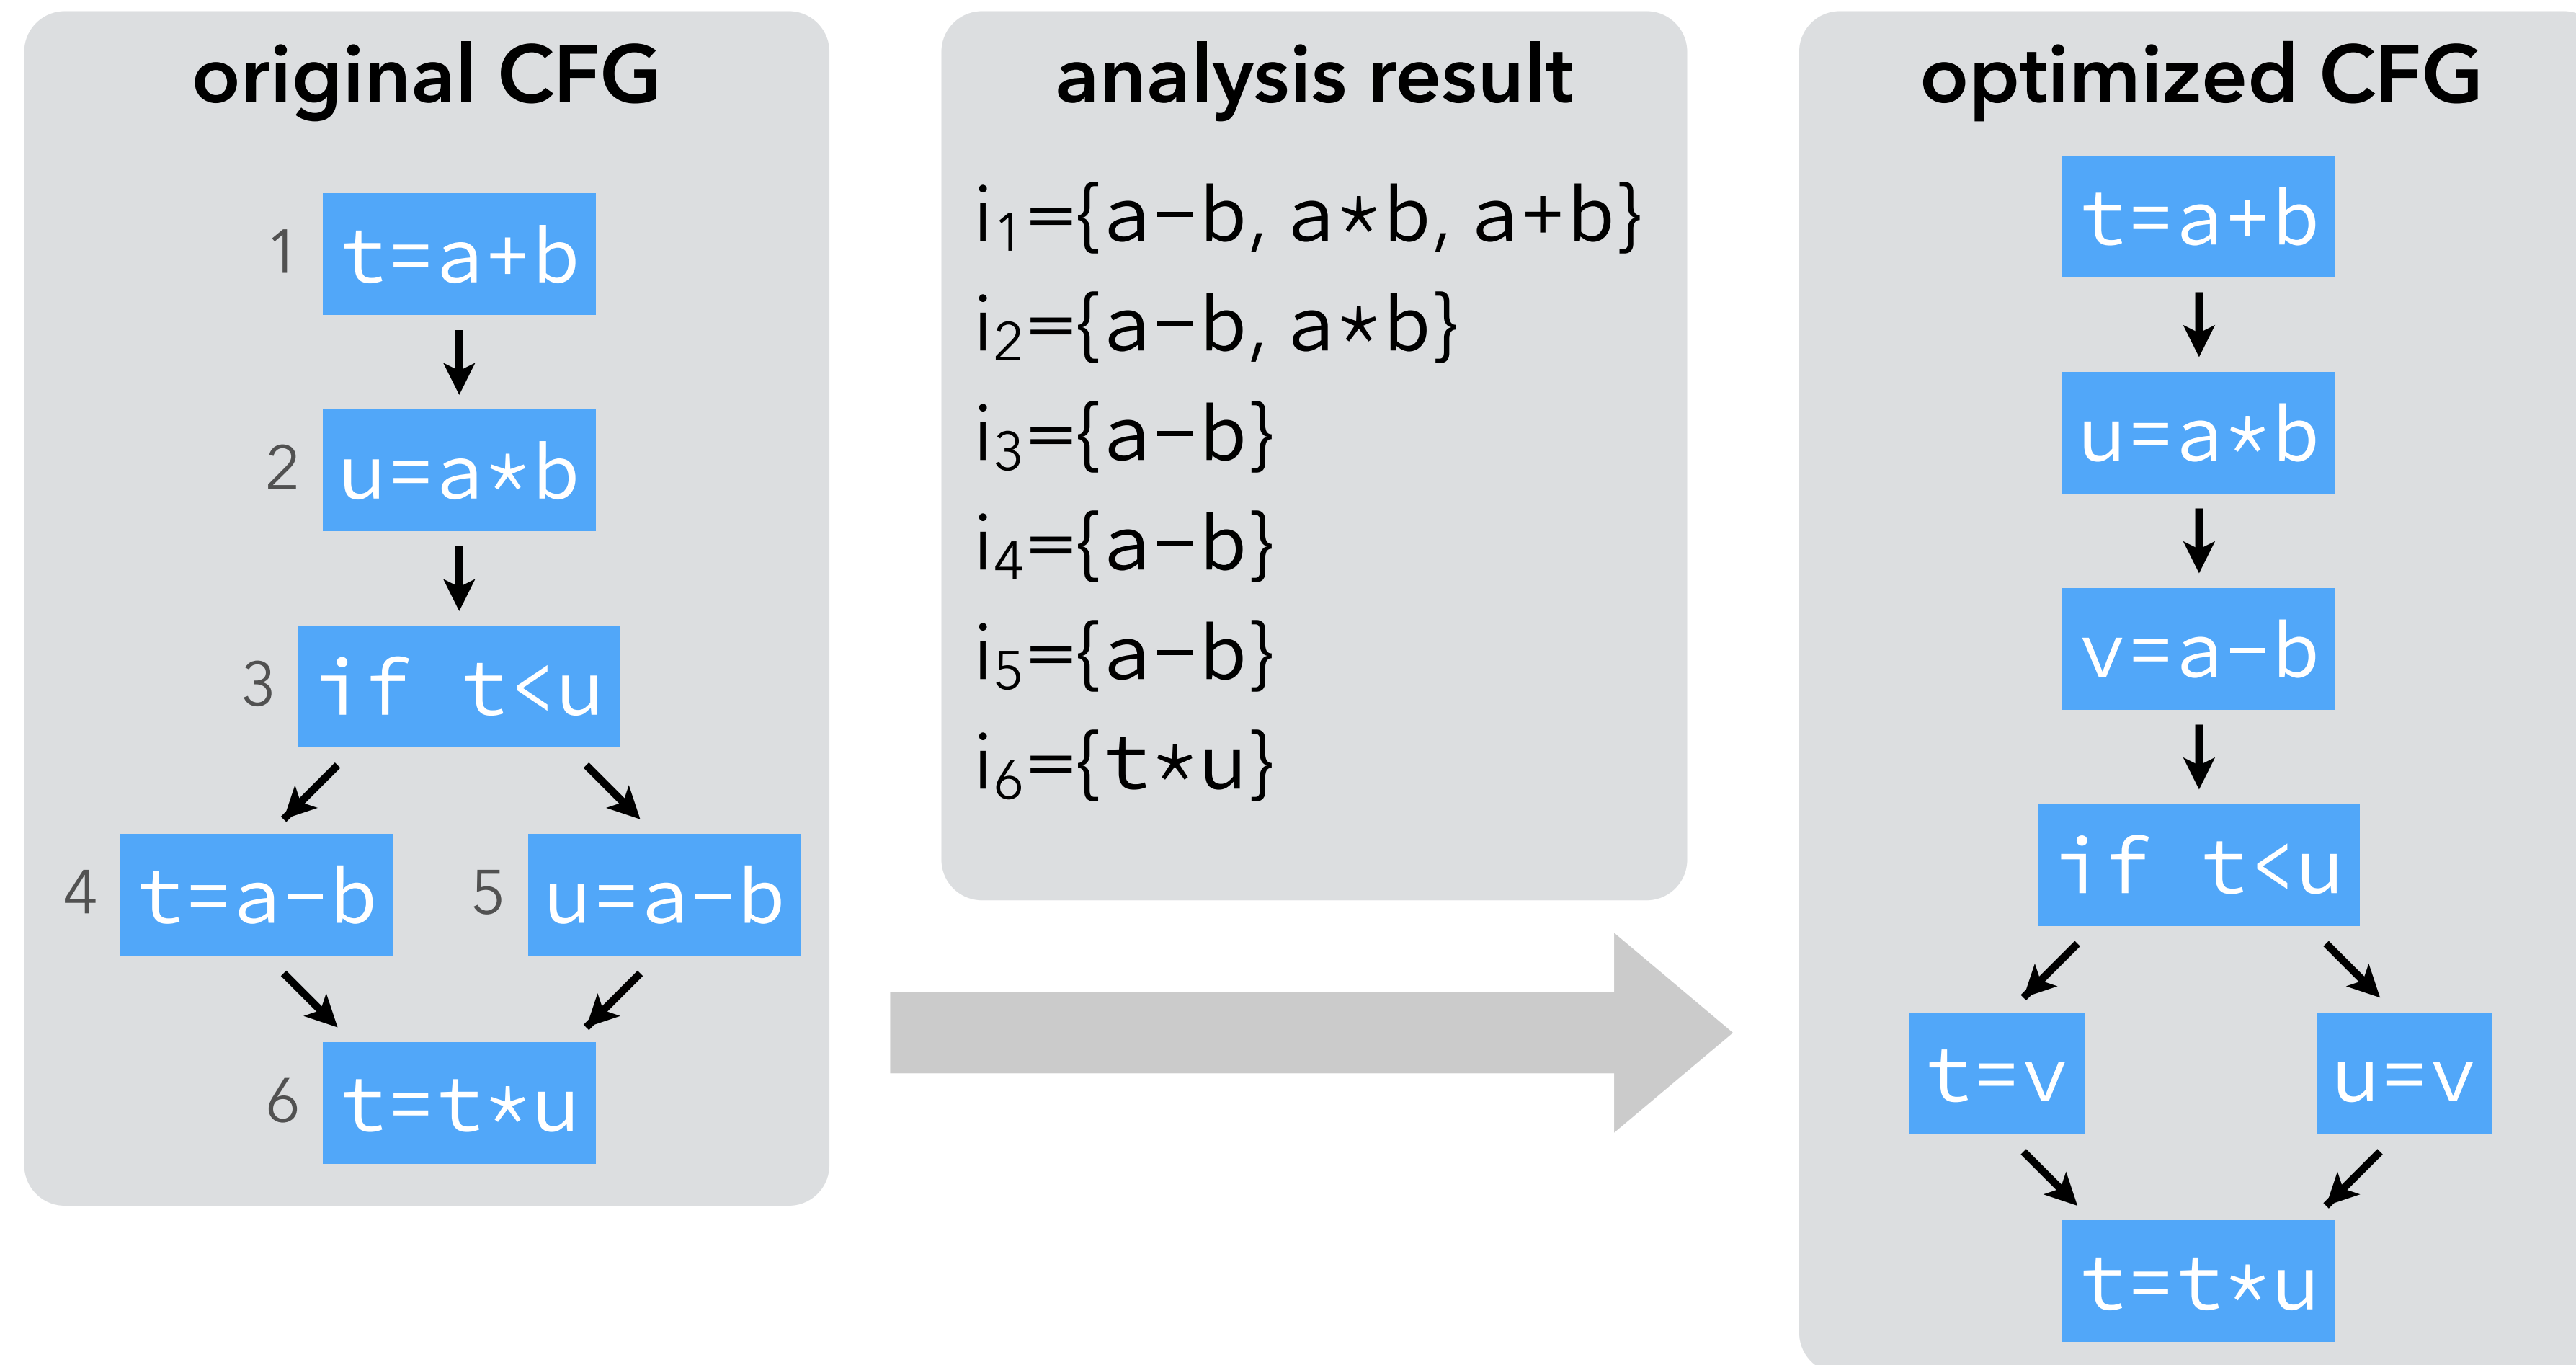 original CFG
1 t=a+b
2 u=a*b
3 if t<u
4 t=a-b 5 u=a-b
6 t=t*u
analysis result
i₁={a-b, a*b, a+b}
i₂={a-b, a*b}
i₃={a-b}
i₄={a-b}
i₅={a-b}
i₆={t*u}
optimized CFG
t=a+b
u=a*b
v=a-b
if t<u
t=v u=v
t=t*u